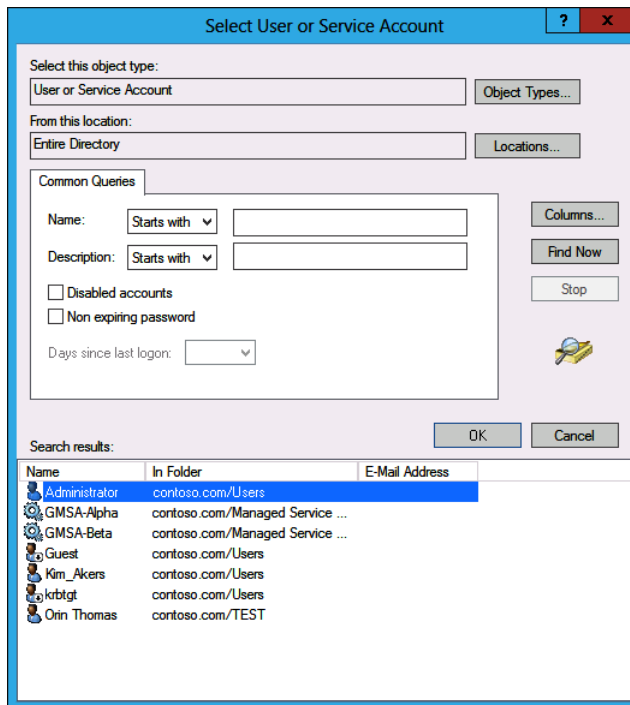 Select User or Service Account
? x
Select this object type:
User or Service Account
Object Types...
From this location:
Entire Directory
Locations...
Common Queries
Name: Starts with
Columns...
Description: Starts with
Find Now
Disabled accounts
Stop
Non expiring password
Days since last logon:
OK Cancel
Search results:
Name In Folder E-Mail Address
Administrator contoso.com/Users
GMSA-Alpha contoso.com/Managed Service ...
GMSA-Beta contoso.com/Managed Service ...
Guest contoso.com/Users
Kim_Akers contoso.com/Users
krbtgt contoso.com/Users
Orin Thomas contoso.com/TEST